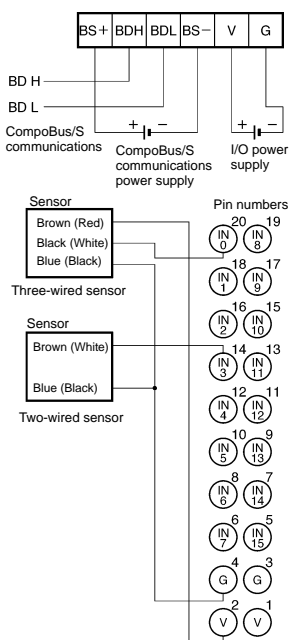 BS+ BDH BDL BS− V G
BD H
BD L
+ −
+ −
CompoBus/S
communications
CompoBus/S
communications
power supply
I/O power
supply
Sensor
Brown (Red)
Black (White)
Blue (Black)
Three-wired sensor
Sensor
Brown (White)
Blue (Black)
Two-wired sensor
Pin numbers
20 19
IN 0 IN 8
18 17
IN 1 IN 9
16 15
IN 2 IN 10
14 13
IN 3 IN 11
12 11
IN 4 IN 12
10 9
IN 5 IN 13
8 7
IN 6 IN 14
6 5
IN 7 IN 15
4 3
G G
2 1
V V